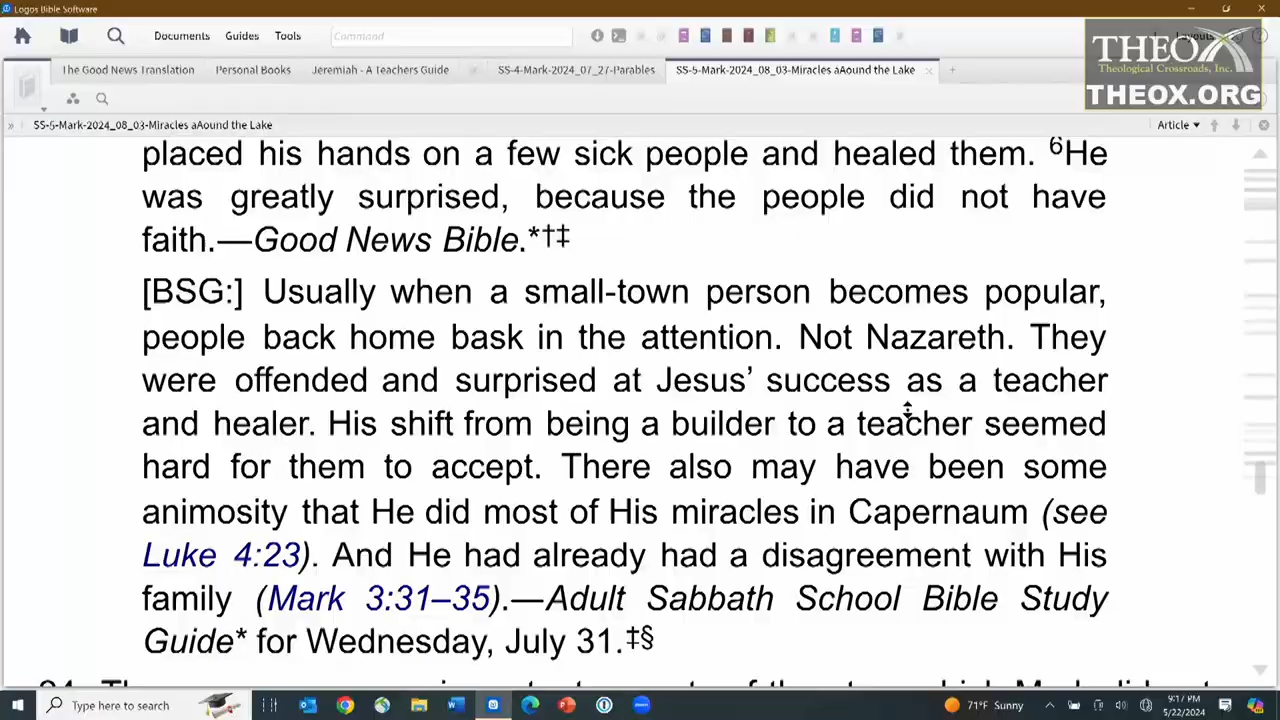 Logos Bible Software
Documents Guides Tools Command Layouts
THEOX
Theological Crossroads, Inc.
THEOX.ORG
The Good News Translation Personal Books Jeremiah - A Teacher SS-4-Mark-2024_07_27-Parables SS-5-Mark-2024_08_03-Miracles aAound the Lake
SS-5-Mark-2024_08_03-Miracles aAound the Lake Article
placed his hands on a few sick people and healed them. ⁶He
was greatly surprised, because the people did not have
faith.—Good News Bible.*†‡
[BSG:] Usually when a small-town person becomes popular,
people back home bask in the attention. Not Nazareth. They
were offended and surprised at Jesus’ success as a teacher
and healer. His shift from being a builder to a teacher seemed
hard for them to accept. There also may have been some
animosity that He did most of His miracles in Capernaum (see
Luke 4:23). And He had already had a disagreement with His
family (Mark 3:31–35).—Adult Sabbath School Bible Study
Guide* for Wednesday, July 31.‡§
Type here to search
71°F Sunny
9:17 PM
5/22/2024